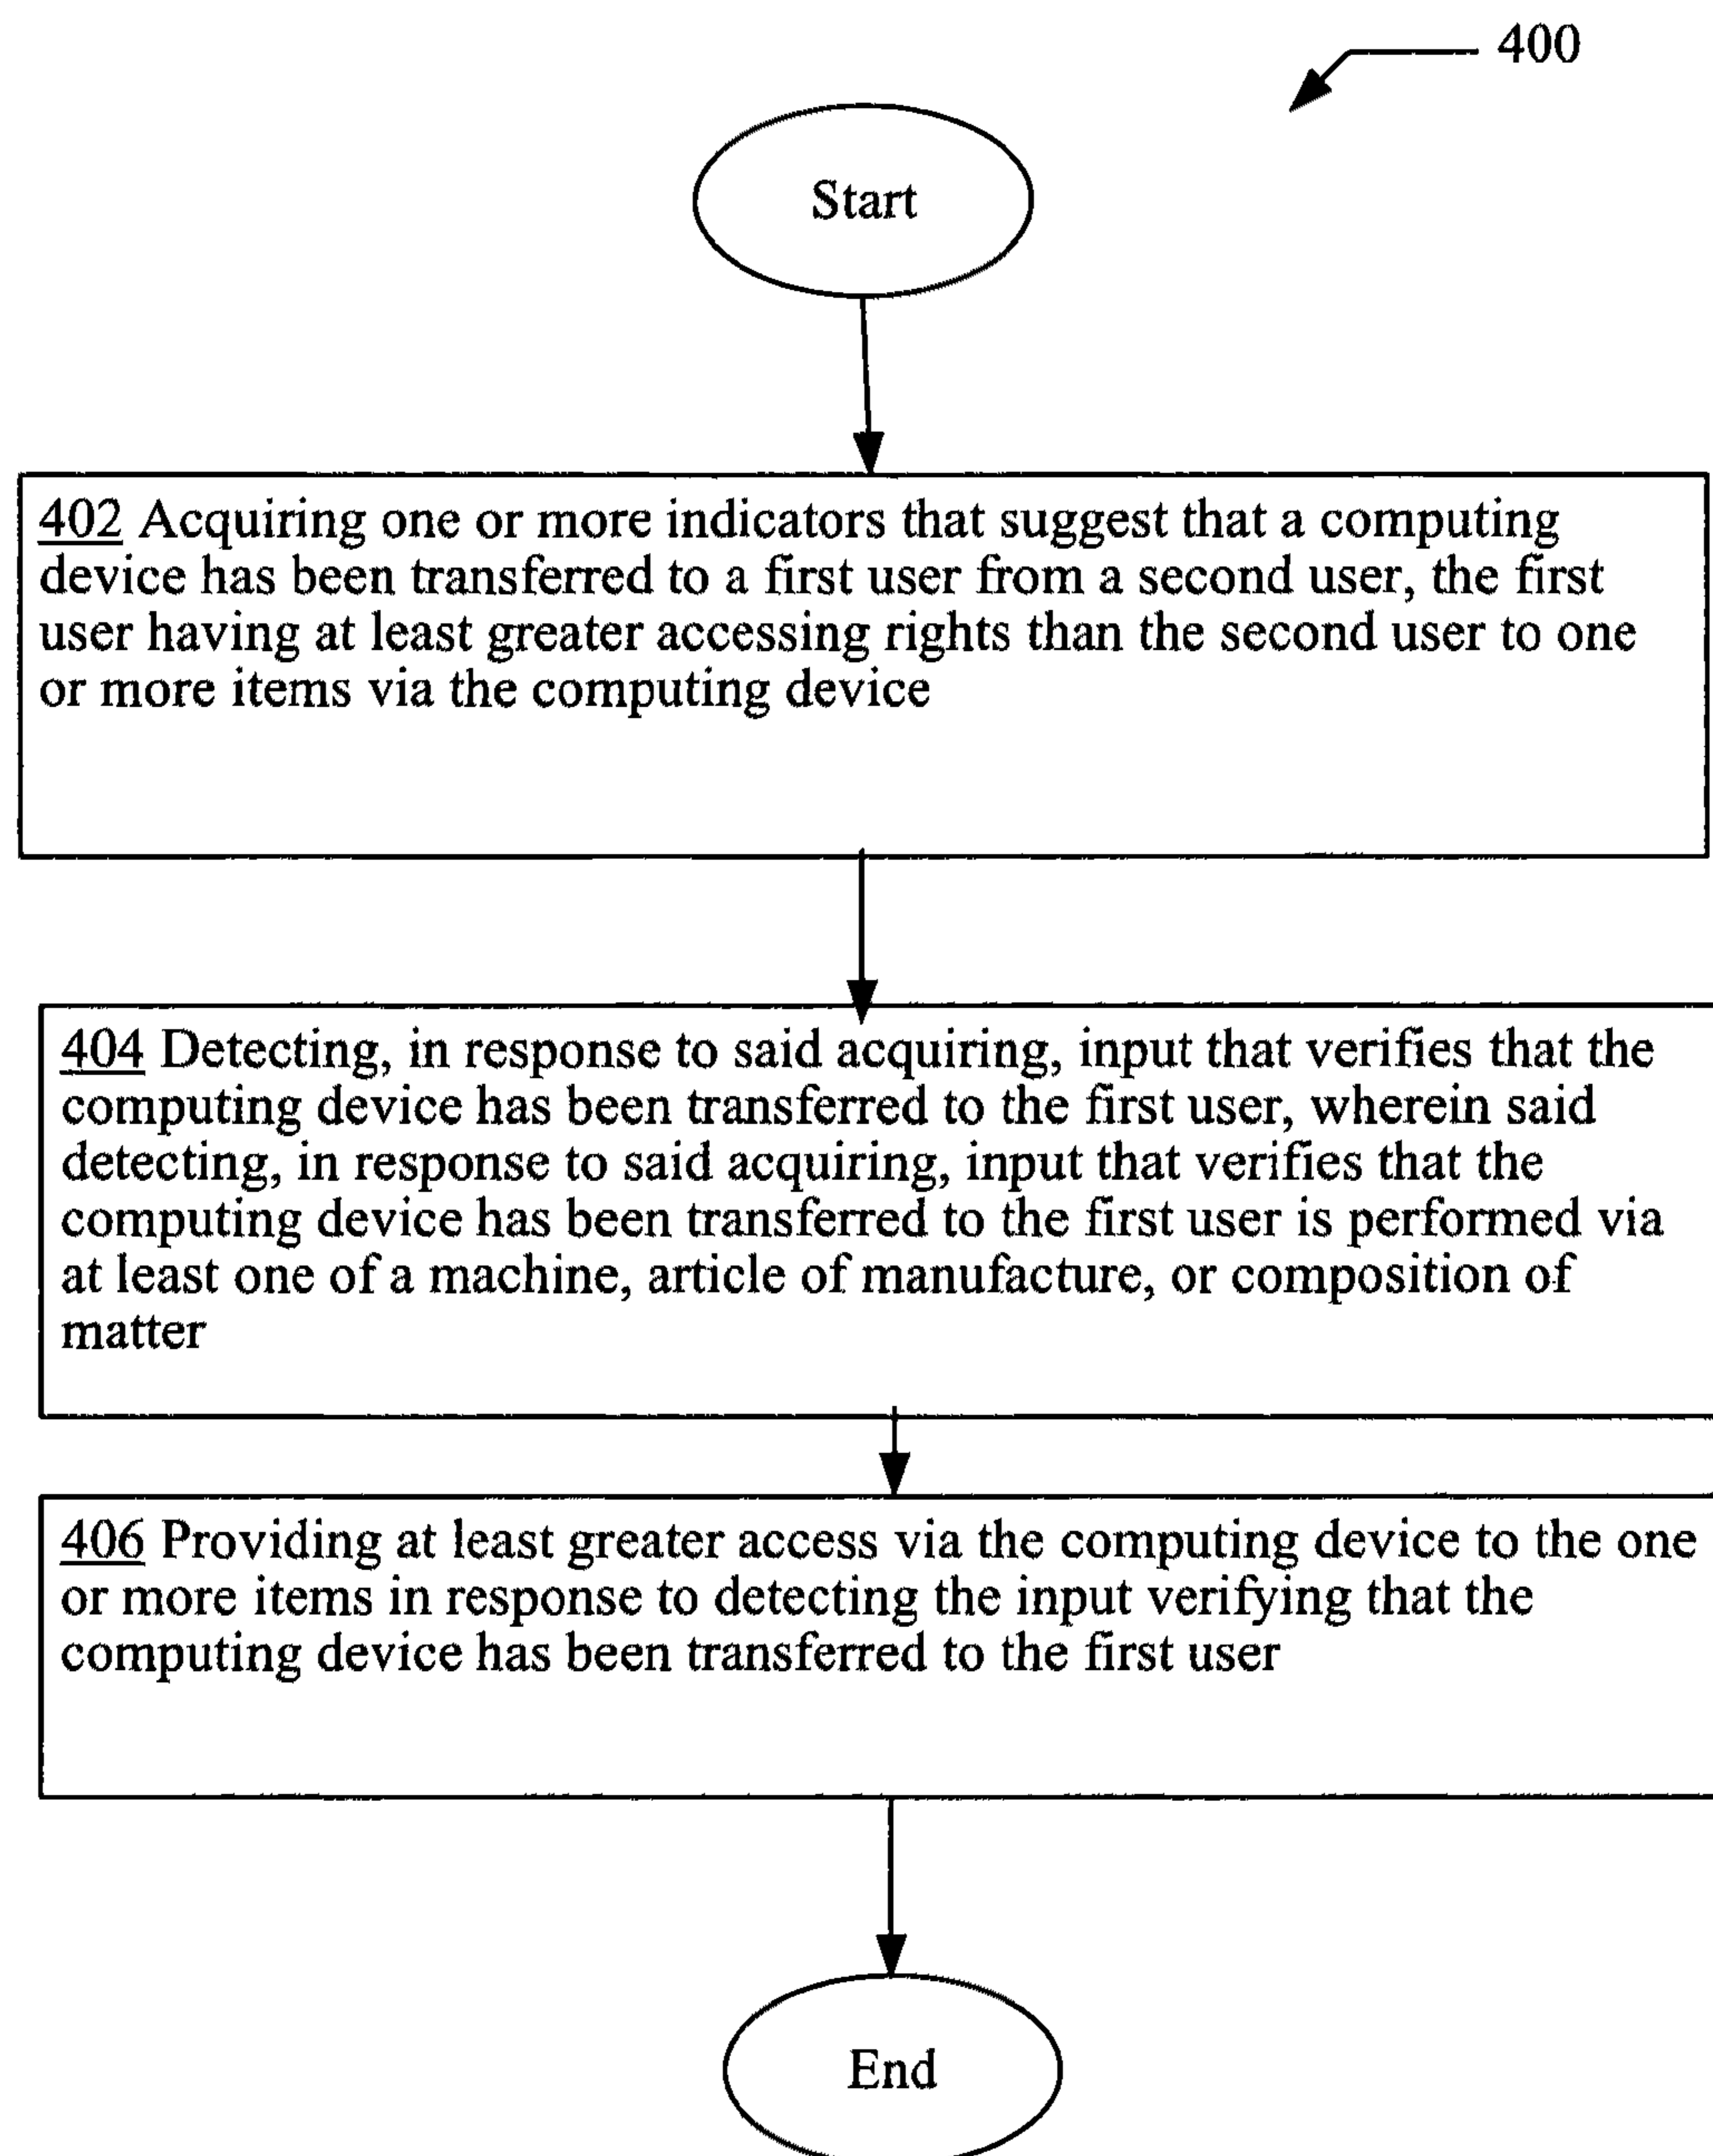 400
Start
402 Acquiring one or more indicators that suggest that a computing
device has been transferred to a first user from a second user, the first
user having at least greater accessing rights than the second user to one
or more items via the computing device
404 Detecting, in response to said acquiring, input that verifies that the
computing device has been transferred to the first user, wherein said
detecting, in response to said acquiring, input that verifies that the
computing device has been transferred to the first user is performed via
at least one of a machine, article of manufacture, or composition of
matter
406 Providing at least greater access via the computing device to the one
or more items in response to detecting the input verifying that the
computing device has been transferred to the first user
End